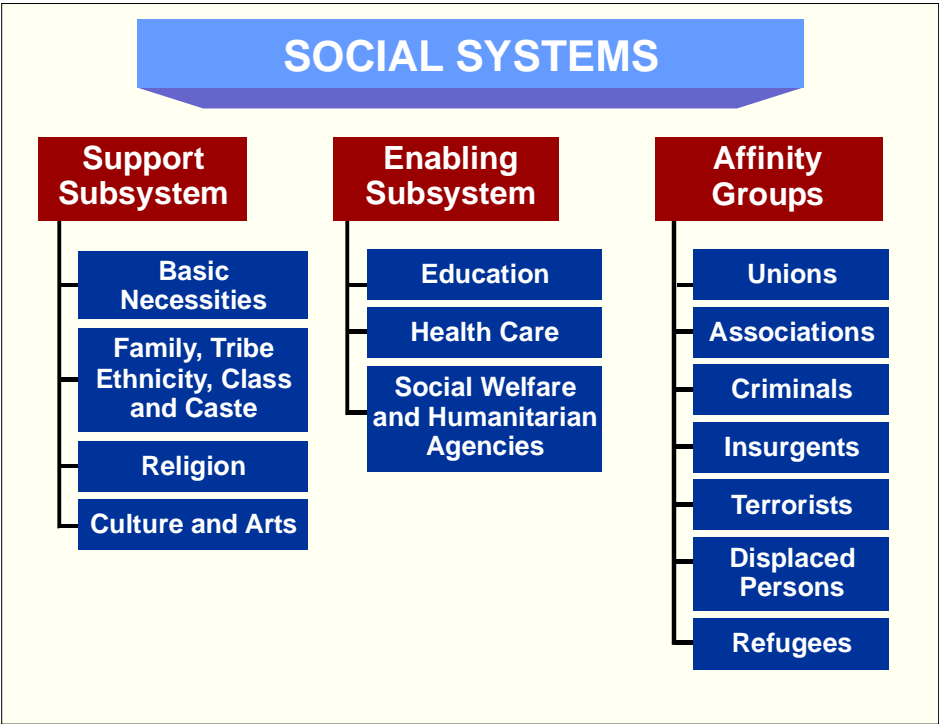 SOCIAL SYSTEMS
Support
Subsystem
Basic
Necessities
Family, Tribe
Ethnicity, Class
and Caste
Religion
Culture and Arts
Enabling
Subsystem
Education
Health Care
Social Welfare
and Humanitarian
Agencies
Affinity
Groups
Unions
Associations
Criminals
Insurgents
Terrorists
Displaced
Persons
Refugees